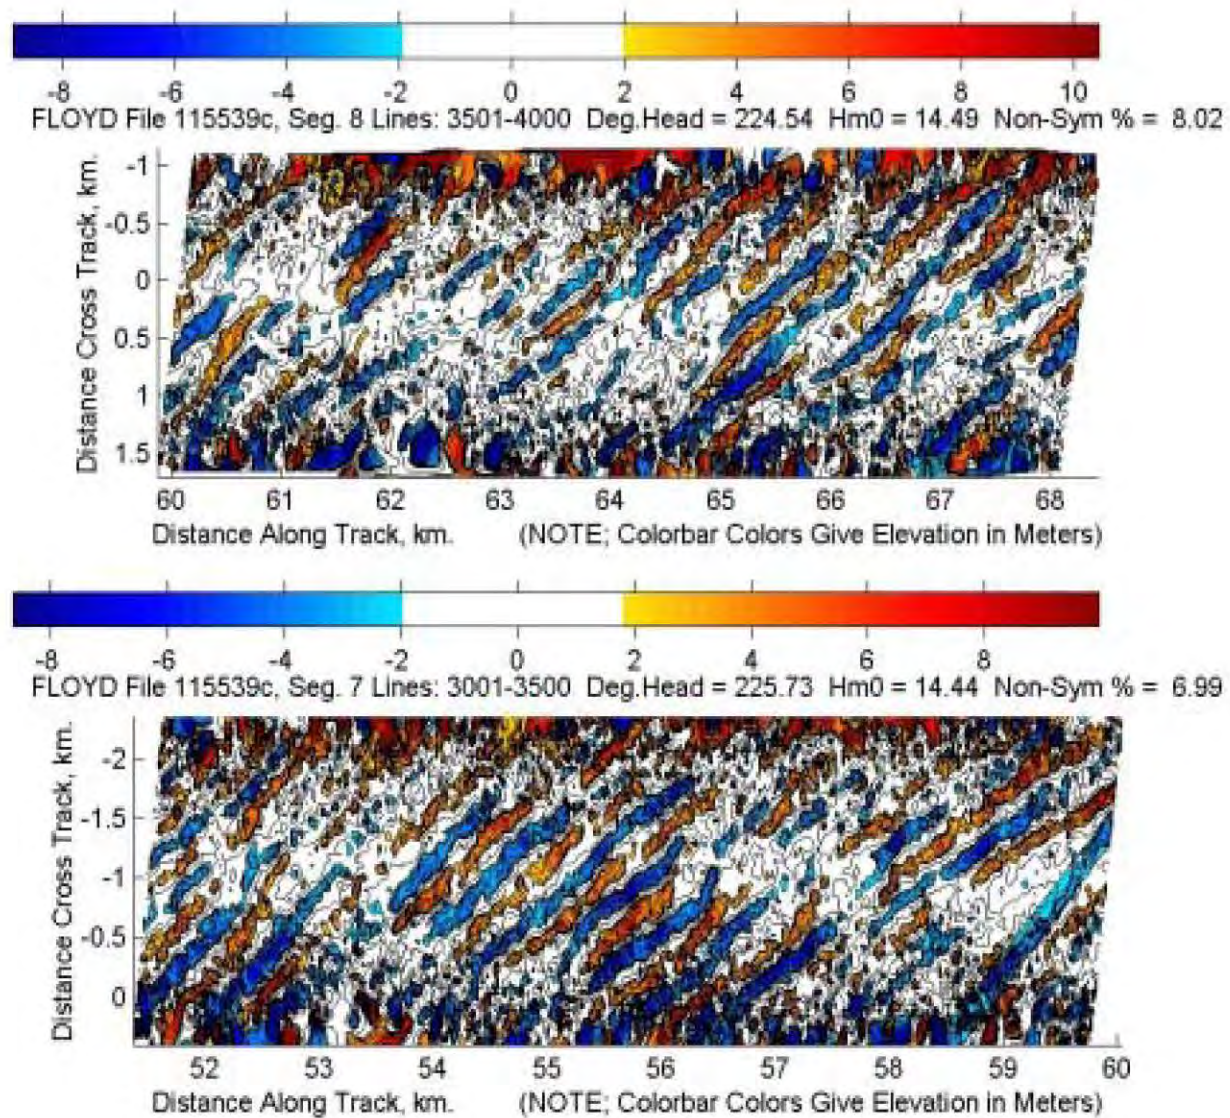 -8 -6 -4 -2 0 2 4 6 8 10
FLOYD File 115539c, Seg. 8 Lines: 3501-4000 Deg.Head = 224.54 Hm0 = 14.49 Non-Sym % = 8.02
Distance Cross Track, km.
-1
-0.5
0
0.5
1
1.5
60 61 62 63 64 65 66 67 68
Distance Along Track, km. (NOTE; Colorbar Colors Give Elevation in Meters)
-8 -6 -4 -2 0 2 4 6 8
FLOYD File 115539c, Seg. 7 Lines: 3001-3500 Deg.Head = 225.73 Hm0 = 14.44 Non-Sym % = 6.99
Distance Cross Track, km.
-2
-1.5
-1
-0.5
0
52 53 54 55 56 57 58 59 60
Distance Along Track, km. (NOTE; Colorbar Colors Give Elevation in Meters)